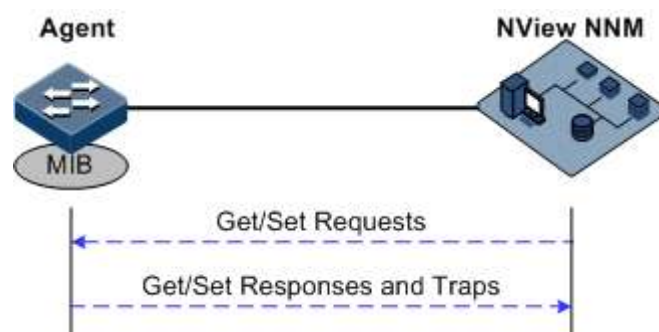 Agent
NView NNM
MIB
Get/Set Requests
Get/Set Responses and Traps